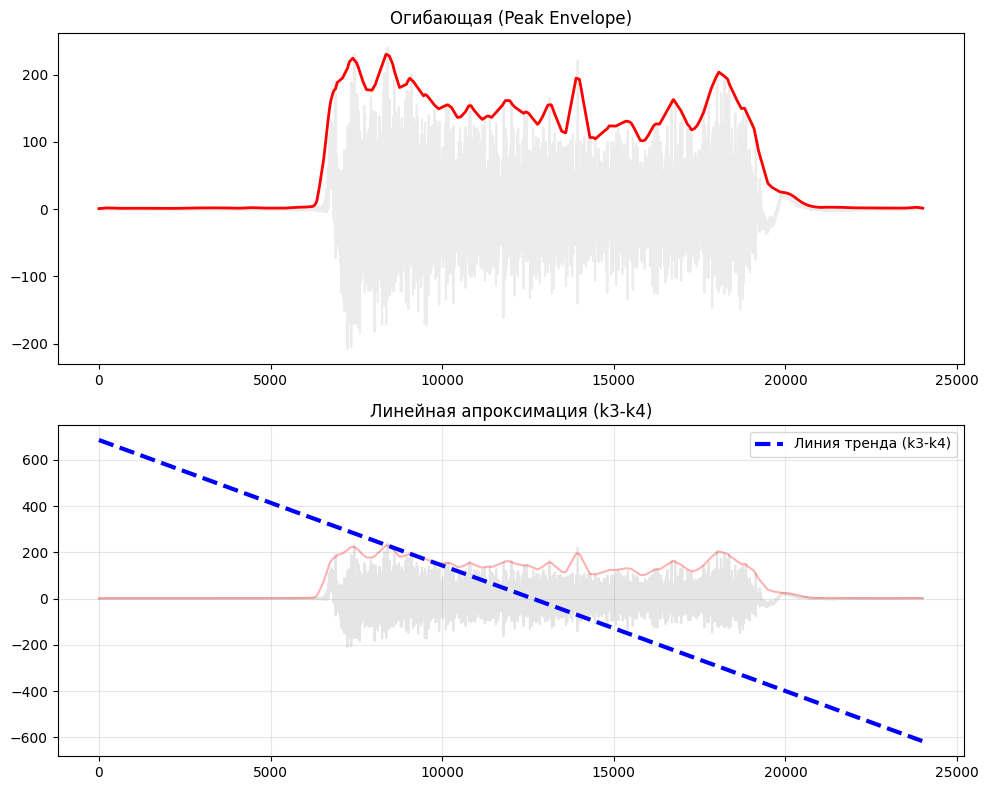 Огибающая (Peak Envelope)
200
100
0
−100
−200
0 5000 10000 15000 20000 25000
Линейная апроксимация (k3-k4)
Линия тренда (k3-k4)
600
400
200
0
−200
−400
−600
0 5000 10000 15000 20000 25000